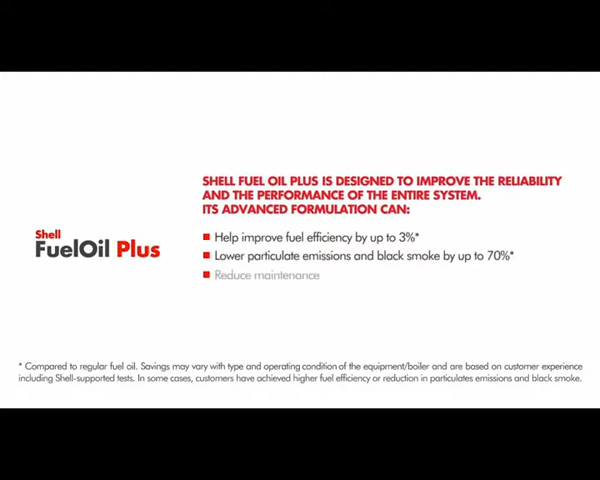 SHELL FUEL OIL PLUS IS DESIGNED TO IMPROVE THE RELIABILITY
AND THE PERFORMANCE OF THE ENTIRE SYSTEM.
ITS ADVANCED FORMULATION CAN:
Shell
FuelOil Plus
Help improve fuel efficiency by up to 3%*
Lower particulate emissions and black smoke by up to 70%*
Reduce maintenance
* Compared to regular fuel oil. Savings may vary with type and operating condition of the equipment/boiler and are based on customer experience
including Shell-supported tests. In some cases, customers have achieved higher fuel efficiency or reduction in particulates emissions and black smoke.